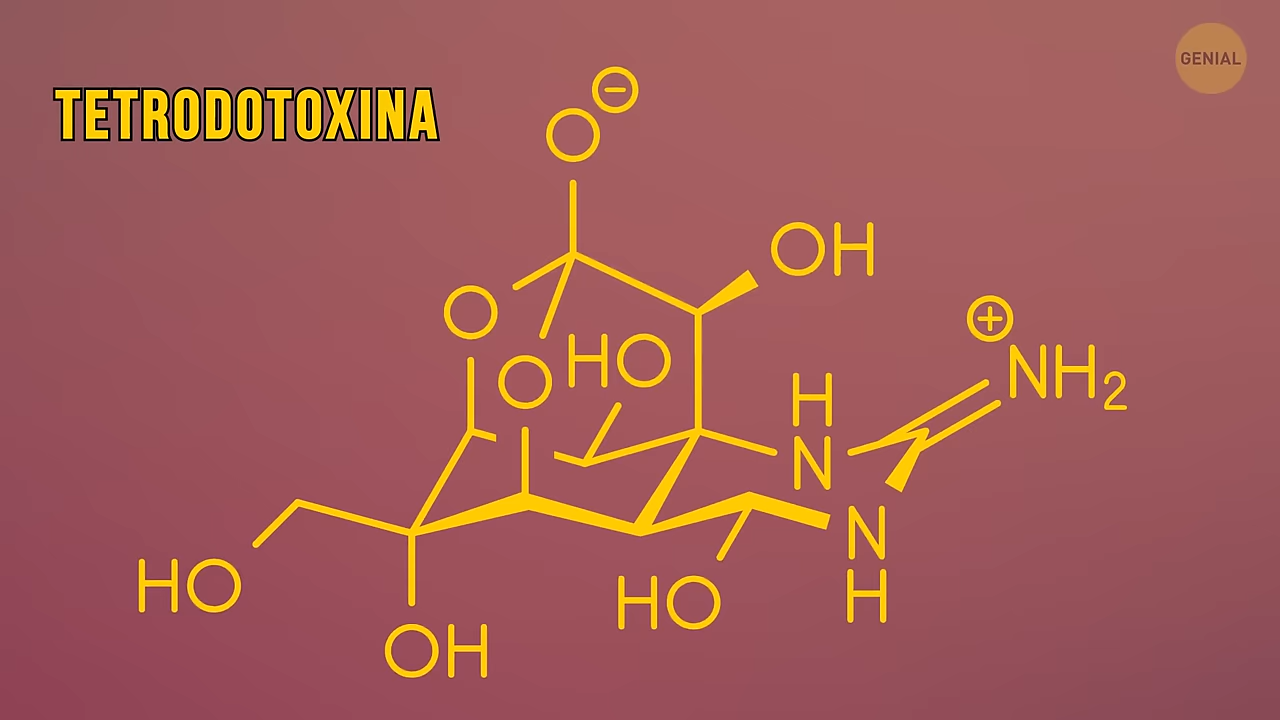 GENIAL
TETRODOTOXINA
O⊖
OH
O
⊕
HO
O
NH₂
H
N
N
HO
HO
H
OH